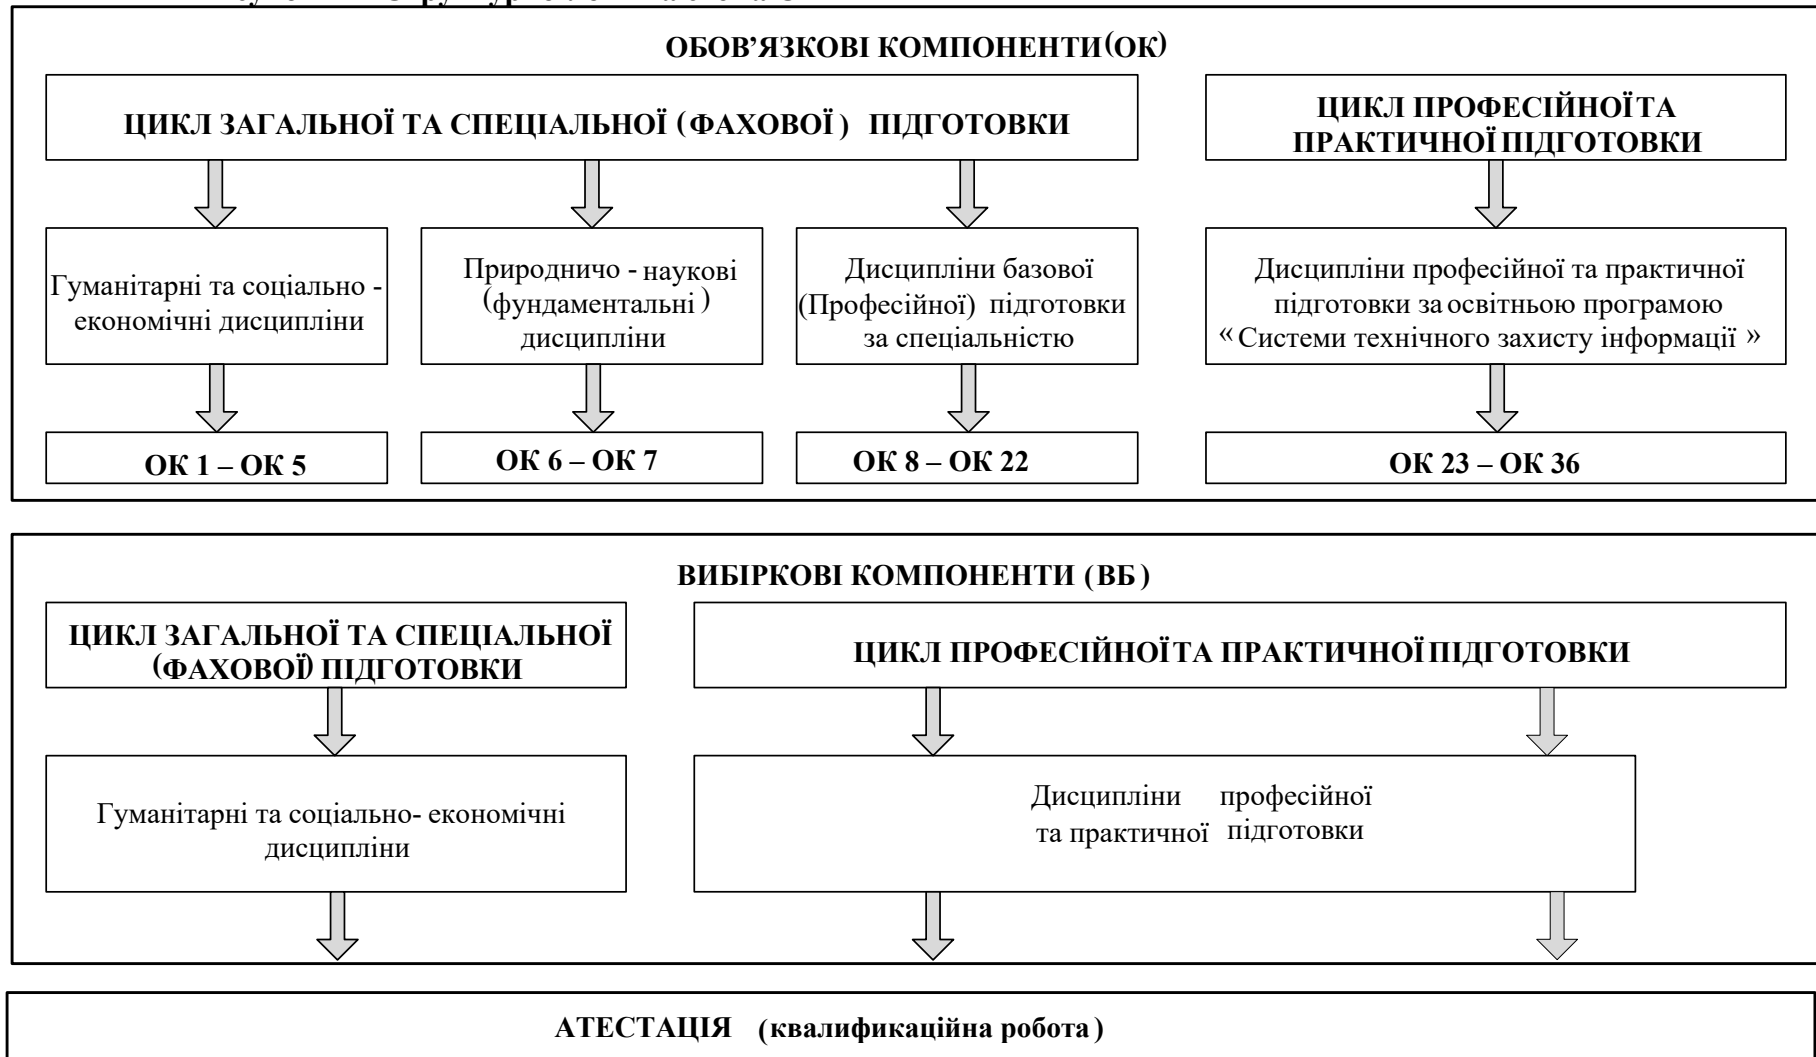 ОБОВ’ЯЗКОВІ КОМПОНЕНТИ (ОК)
ЦИКЛ ЗАГАЛЬНОЇ ТА СПЕЦІАЛЬНОЇ (ФАХОВОЇ) ПІДГОТОВКИ
ЦИКЛ ПРОФЕСІЙНОЇ ТА
ПРАКТИЧНОЇ ПІДГОТОВКИ
Гуманітарні та соціально -
економічні дисципліни
Природничо - наукові
(фундаментальні)
дисципліни
Дисципліни базової
(Професійної) підготовки
за спеціальністю
Дисципліни професійної та практичної
підготовки за освітньою програмою
« Системи технічного захисту інформації »
ОК 1 – ОК 5
ОК 6 – ОК 7
ОК 8 – ОК 22
ОК 23 – ОК 36
ВИБІРКОВІ КОМПОНЕНТИ (ВБ)
ЦИКЛ ЗАГАЛЬНОЇ ТА СПЕЦІАЛЬНОЇ
(ФАХОВОЇ) ПІДГОТОВКИ
ЦИКЛ ПРОФЕСІЙНОЇ ТА ПРАКТИЧНОЇ ПІДГОТОВКИ
Гуманітарні та соціально- економічні
дисципліни
Дисципліни професійної
та практичної підготовки
АТЕСТАЦІЯ (квалификаційна робота)